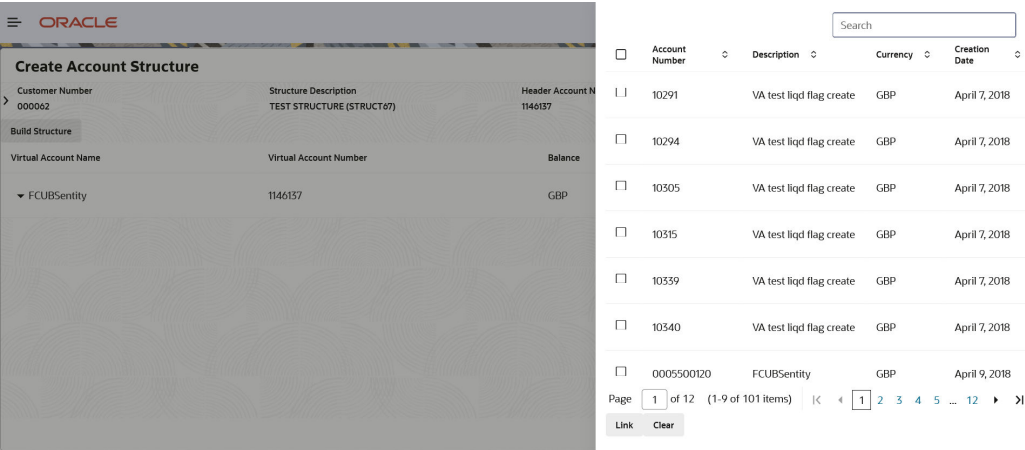 ORACLE
Create Account Structure
Customer Number Structure Description Header Account N
000062 TEST STRUCTURE (STRUCT67) 1146137
Build Structure
Virtual Account Name Virtual Account Number Balance
FCUBSentity 1146137 GBP
Search
Account Number Description Currency Creation Date
10291 VA test liqd flag create GBP April 7, 2018
10294 VA test liqd flag create GBP April 7, 2018
10305 VA test liqd flag create GBP April 7, 2018
10315 VA test liqd flag create GBP April 7, 2018
10339 VA test liqd flag create GBP April 7, 2018
10340 VA test liqd flag create GBP April 7, 2018
0005500120 FCUBSentity GBP April 9, 2018
Page 1 of 12 (1-9 of 101 items) 1 2 3 4 5 ... 12
Link Clear